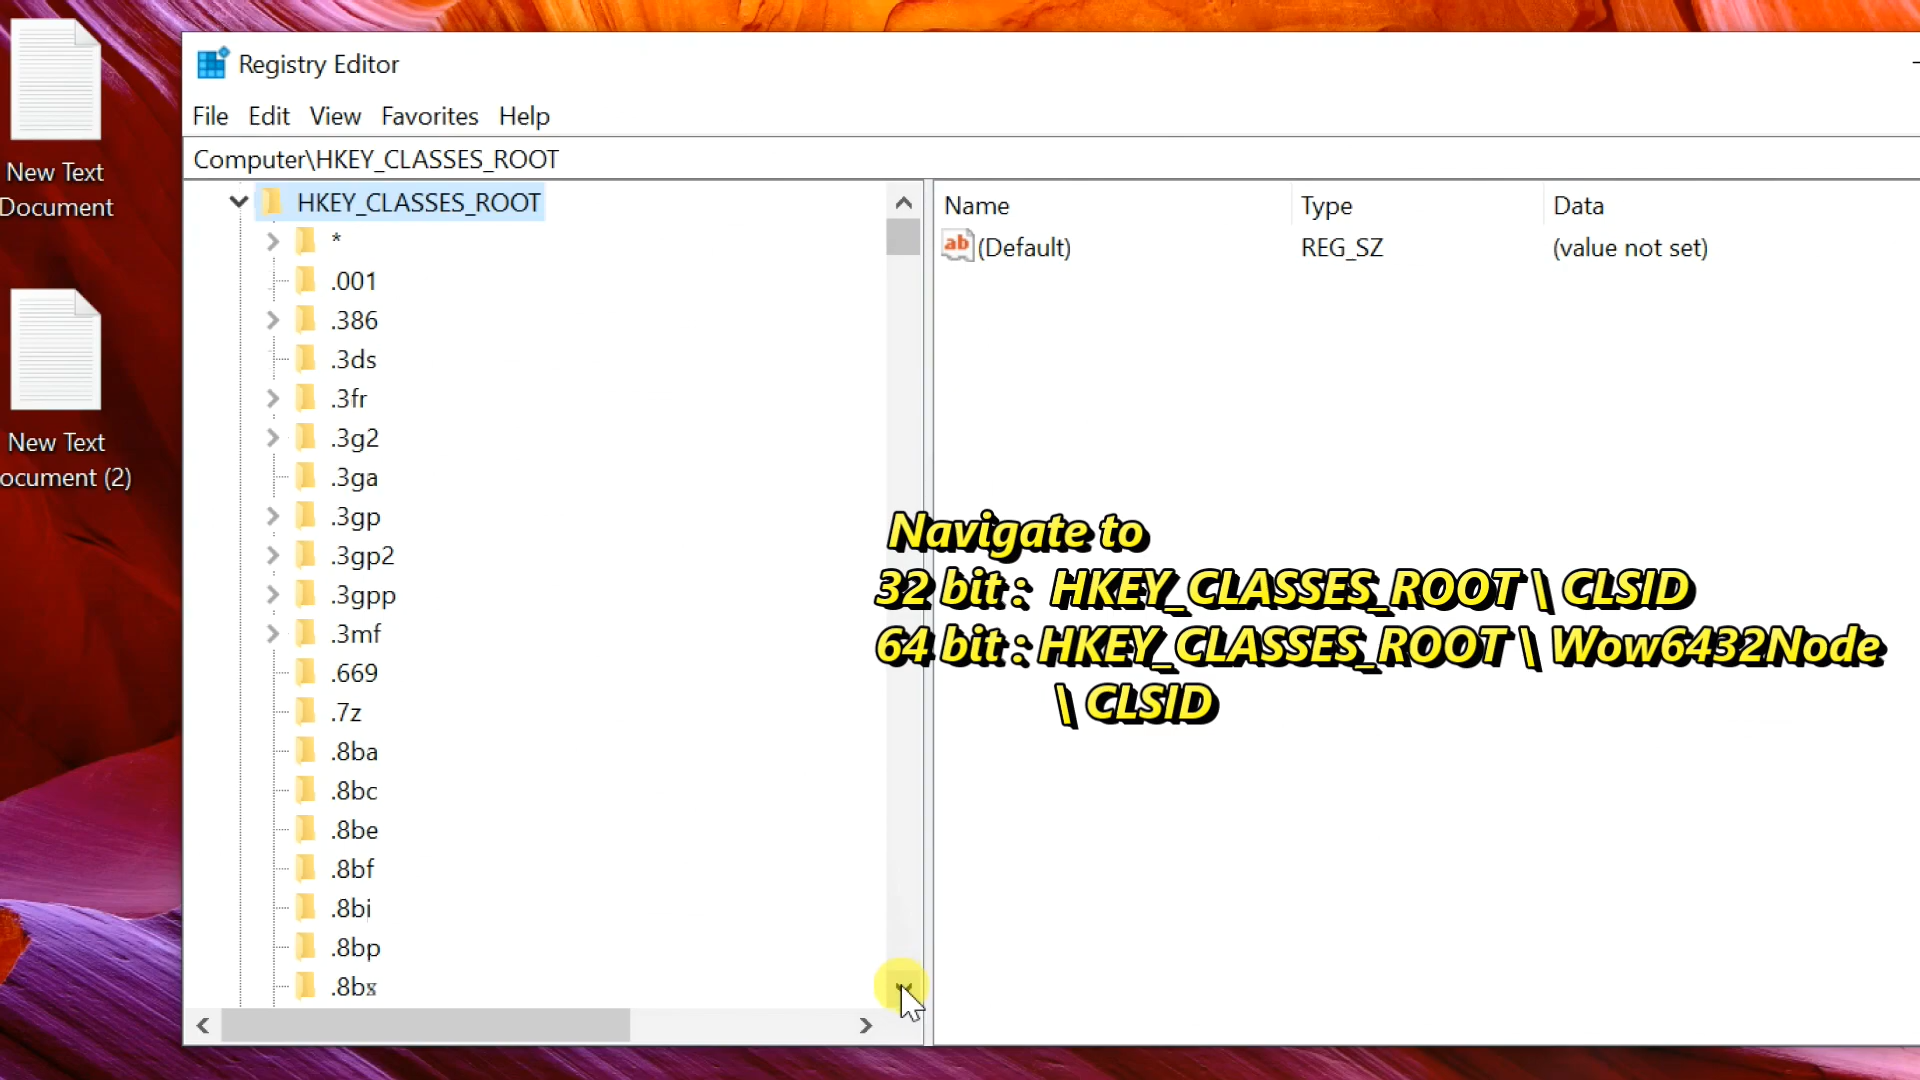 New Text
Document
New Text
ocument (2)
Registry Editor
File Edit View Favorites Help
Computer\HKEY_CLASSES_ROOT
HKEY_CLASSES_ROOT
*
.001
.386
.3ds
.3fr
.3g2
.3ga
.3gp
.3gp2
.3gpp
.3mf
.669
.7z
.8ba
.8bc
.8be
.8bf
.8bi
.8bp
.8bx
Name Type Data
ab (Default) REG_SZ (value not set)
Navigate to
32 bit : HKEY_CLASSES_ROOT \ CLSID
64 bit : HKEY_CLASSES_ROOT \ Wow6432Node
\ CLSID